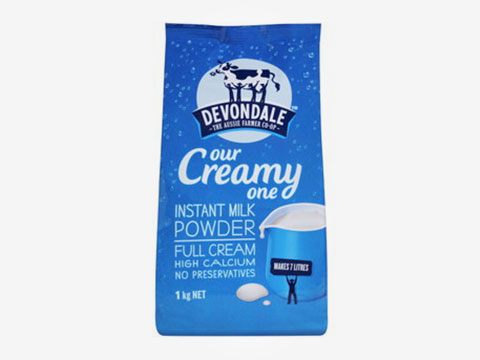 DEVONDALE
THE AUSSIE FARMER CO-OP
our
Creamy
one
INSTANT MILK
POWDER
FULL CREAM
HIGH CALCIUM
NO PRESERVATIVES
MAKES 7 LITRES
1 kg NET